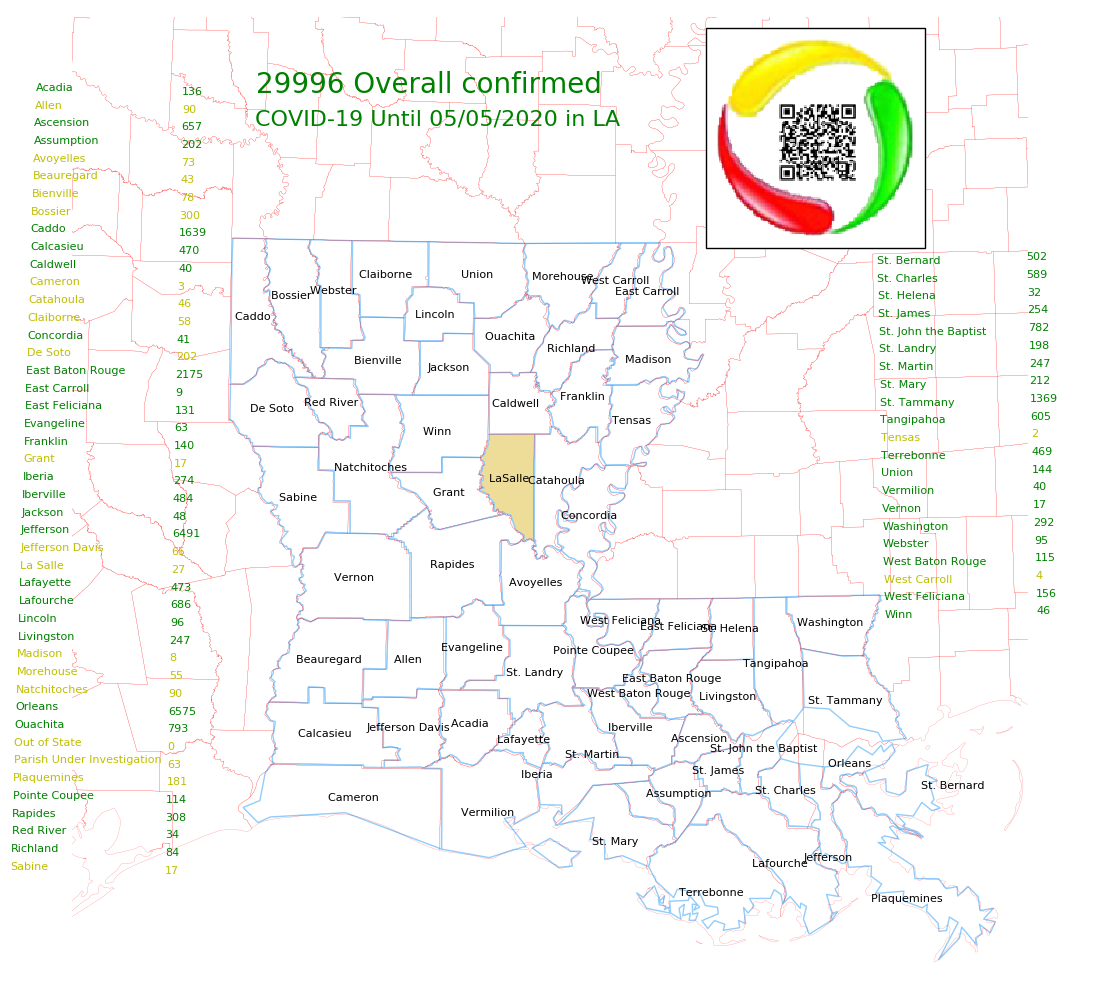 29996 Overall confirmed
COVID-19 Until 05/05/2020 in LA
Acadia 136
Allen 90
Ascension 657
Assumption 202
Avoyelles 73
Beauregard 43
Bienville 78
Bossier 300
Caddo 1639
Calcasieu 470
Caldwell 40
Cameron 3
Catahoula 46
Claiborne 58
Concordia 41
De Soto 202
East Baton Rouge 2175
East Carroll 9
East Feliciana 131
Evangeline 63
Franklin 140
Grant 17
Iberia 274
Iberville 484
Jackson 48
Jefferson 6491
Jefferson Davis 65
La Salle 27
Lafayette 473
Lafourche 686
Lincoln 96
Livingston 247
Madison 8
Morehouse 55
Natchitoches 90
Orleans 6575
Ouachita 793
Out of State 0
Parish Under Investigation 63
Plaquemines 181
Pointe Coupee 114
Rapides 308
Red River 34
Richland 84
Sabine 17
St. Bernard 502
St. Charles 589
St. Helena 32
St. James 254
St. John the Baptist 782
St. Landry 198
St. Martin 247
St. Mary 212
St. Tammany 1369
Tangipahoa 605
Tensas 2
Terrebonne 469
Union 144
Vermilion 40
Vernon 17
Washington 292
Webster 95
West Baton Rouge 115
West Carroll 4
West Feliciana 156
Winn 46
Claiborne
Union
Morehouse
West Carroll
East Carroll
Bossier
Webster
Caddo
Lincoln
Ouachita
Richland
Madison
Bienville
Jackson
De Soto
Red River
Caldwell
Franklin
Tensas
Winn
Natchitoches
LaSalle
Catahoula
Sabine
Grant
Concordia
Vernon
Rapides
Avoyelles
West Feliciana
East Feliciana
St. Helena
Washington
Beauregard
Allen
Evangeline
Pointe Coupee
St. Landry
Tangipahoa
East Baton Rouge
West Baton Rouge
Livingston
St. Tammany
Calcasieu
Jefferson Davis
Acadia
Lafayette
Iberville
Ascension
St. John the Baptist
St. Martin
Orleans
Iberia
St. James
St. Bernard
Cameron
Assumption
St. Charles
Vermilion
St. Mary
Lafourche
Jefferson
Terrebonne
Plaquemines